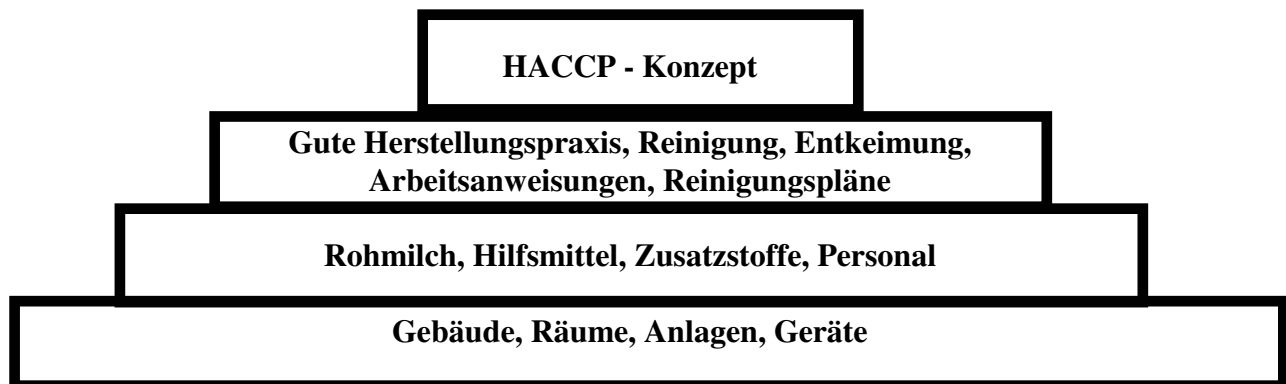 HACCP - Konzept
Gute Herstellungspraxis, Reinigung, Entkeimung,
Arbeitsanweisungen, Reinigungspläne
Rohmilch, Hilfsmittel, Zusatzstoffe, Personal
Gebäude, Räume, Anlagen, Geräte